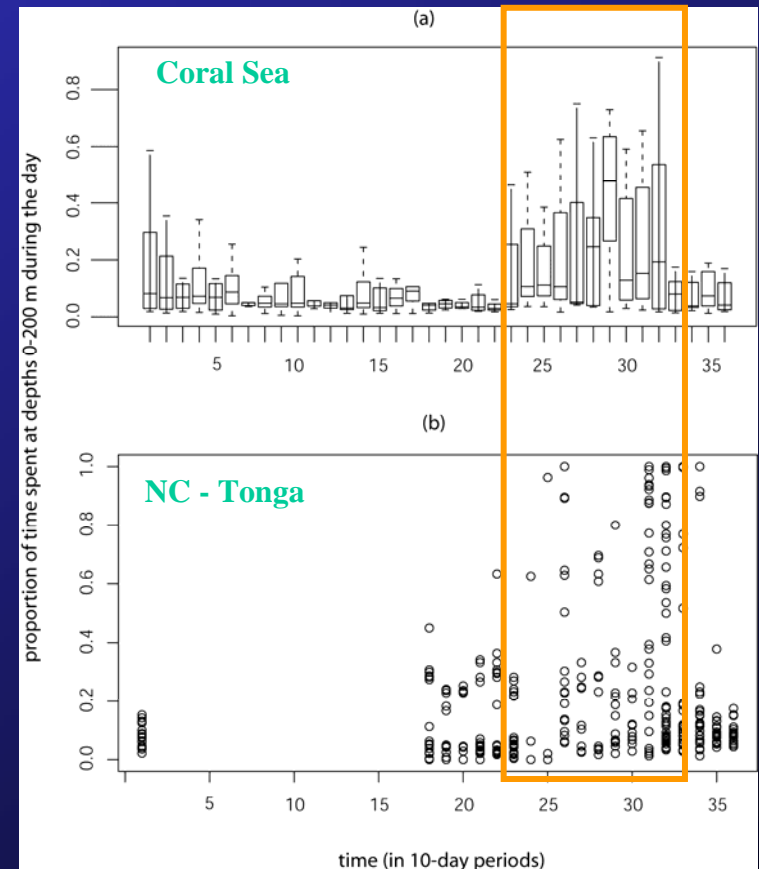 (a)
Coral Sea
proportion of time spent at depths 0-200 m during the day
0.8
0.6
0.4
0.2
0.0
5 10 15 20 25 30 35
(b)
NC - Tonga
1.0
0.8
0.6
0.4
0.2
0.0
5 10 15 20 25 30 35
time (in 10-day periods)